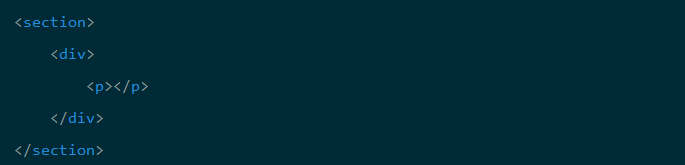 <section>
    <div>
        <p></p>
    </div>
</section>